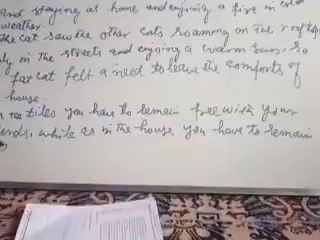 and staying at home and enjoying a fire in cold
weather.
the cat saw the other cats roaming on the rooftop
in the streets and enjoying a warm sun. So
far cat felt a need to leave the comforts of
house.
tiles you have to remain free with your
while as in the house you have to remain